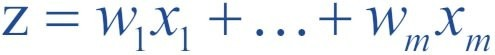 z = w₁x₁ + … + wₘxₘ